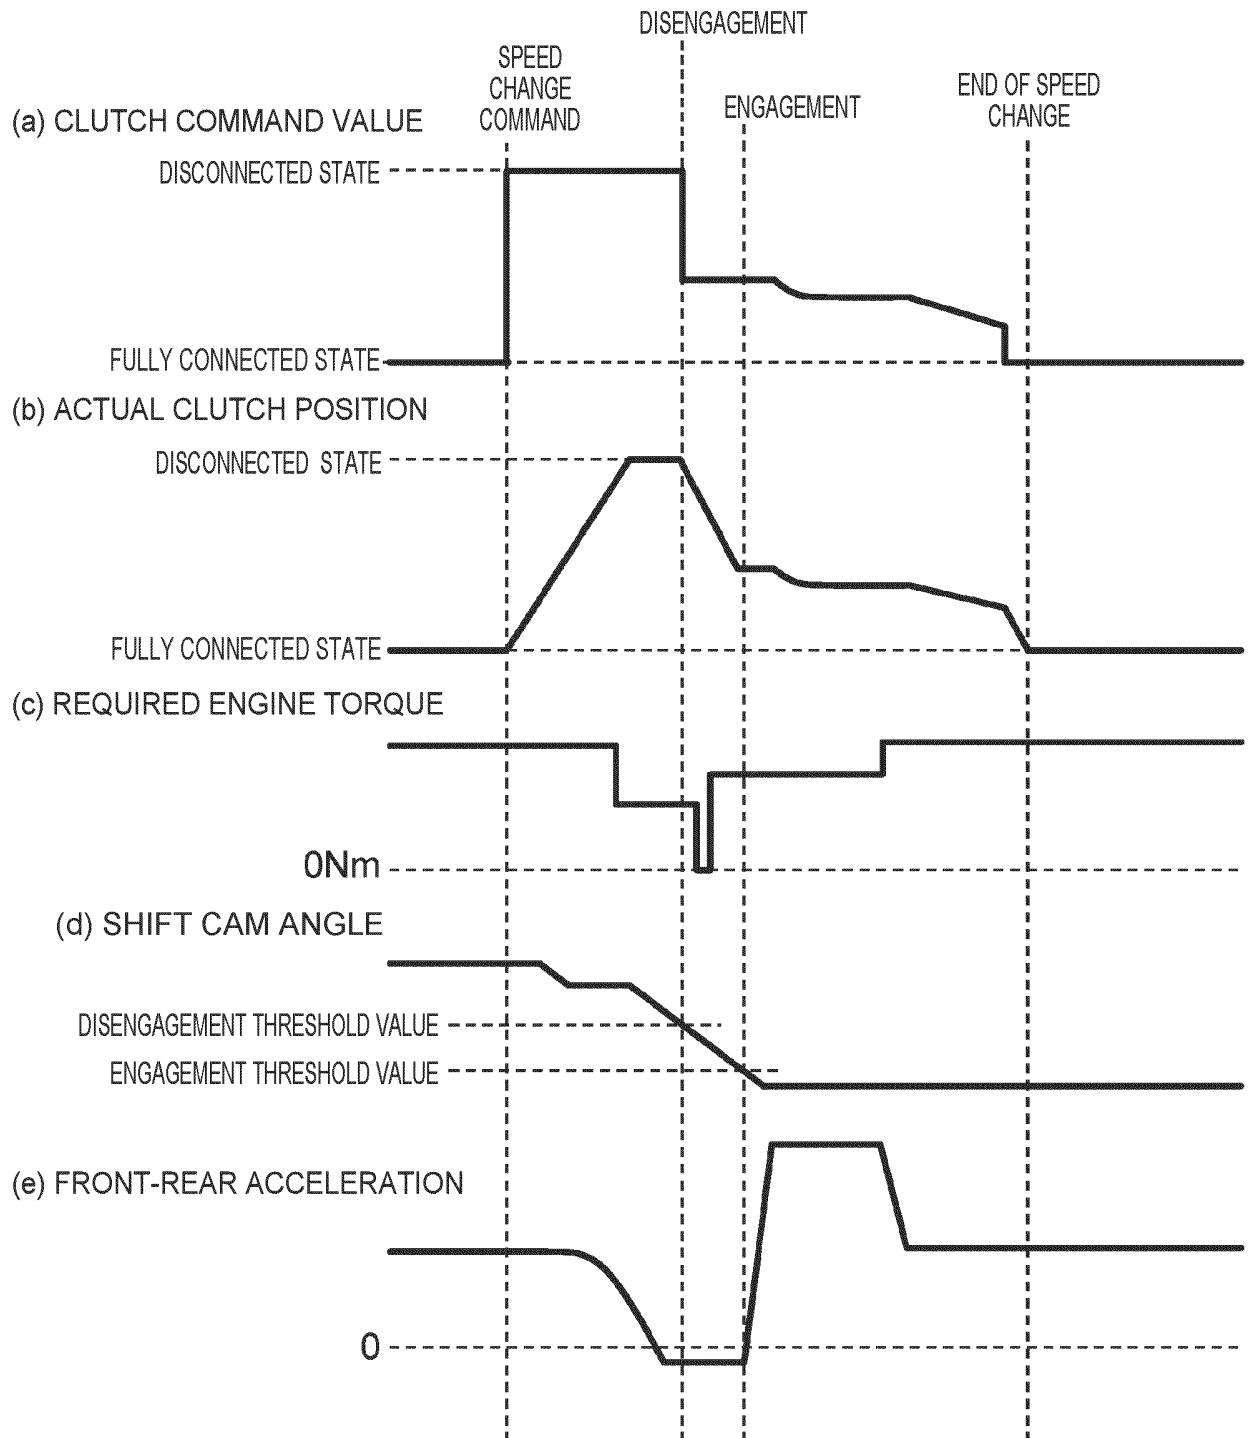 DISENGAGEMENT
SPEED
CHANGE
COMMAND
END OF SPEED
CHANGE
ENGAGEMENT
(a) CLUTCH COMMAND VALUE
DISCONNECTED STATE
FULLY CONNECTED STATE
(b) ACTUAL CLUTCH POSITION
DISCONNECTED STATE
FULLY CONNECTED STATE
(c) REQUIRED ENGINE TORQUE
0Nm
(d) SHIFT CAM ANGLE
DISENGAGEMENT THRESHOLD VALUE
ENGAGEMENT THRESHOLD VALUE
(e) FRONT-REAR ACCELERATION
0